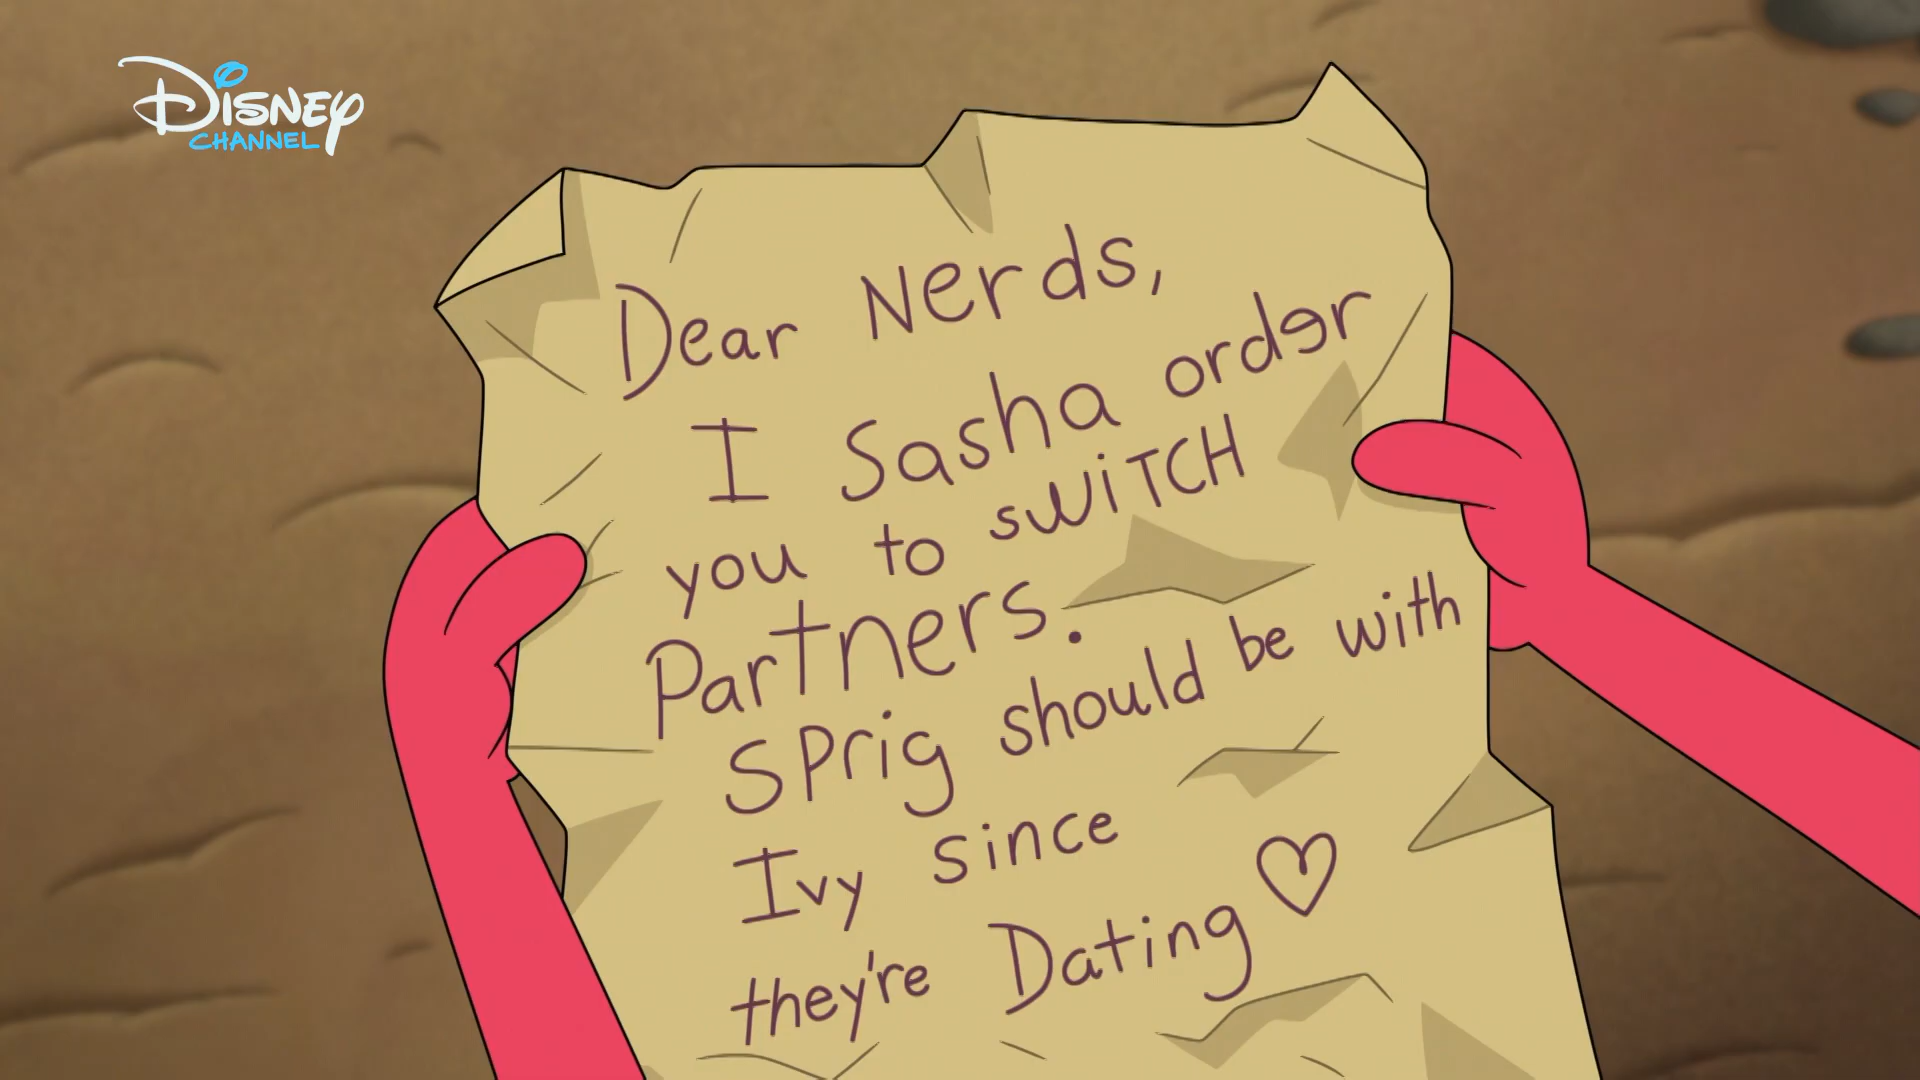 Disney
CHANNEL
Dear Nerds,
I Sasha order
you to SWiTCH
Partners.
SPrig should be with
Ivy since
they're Dating ♡